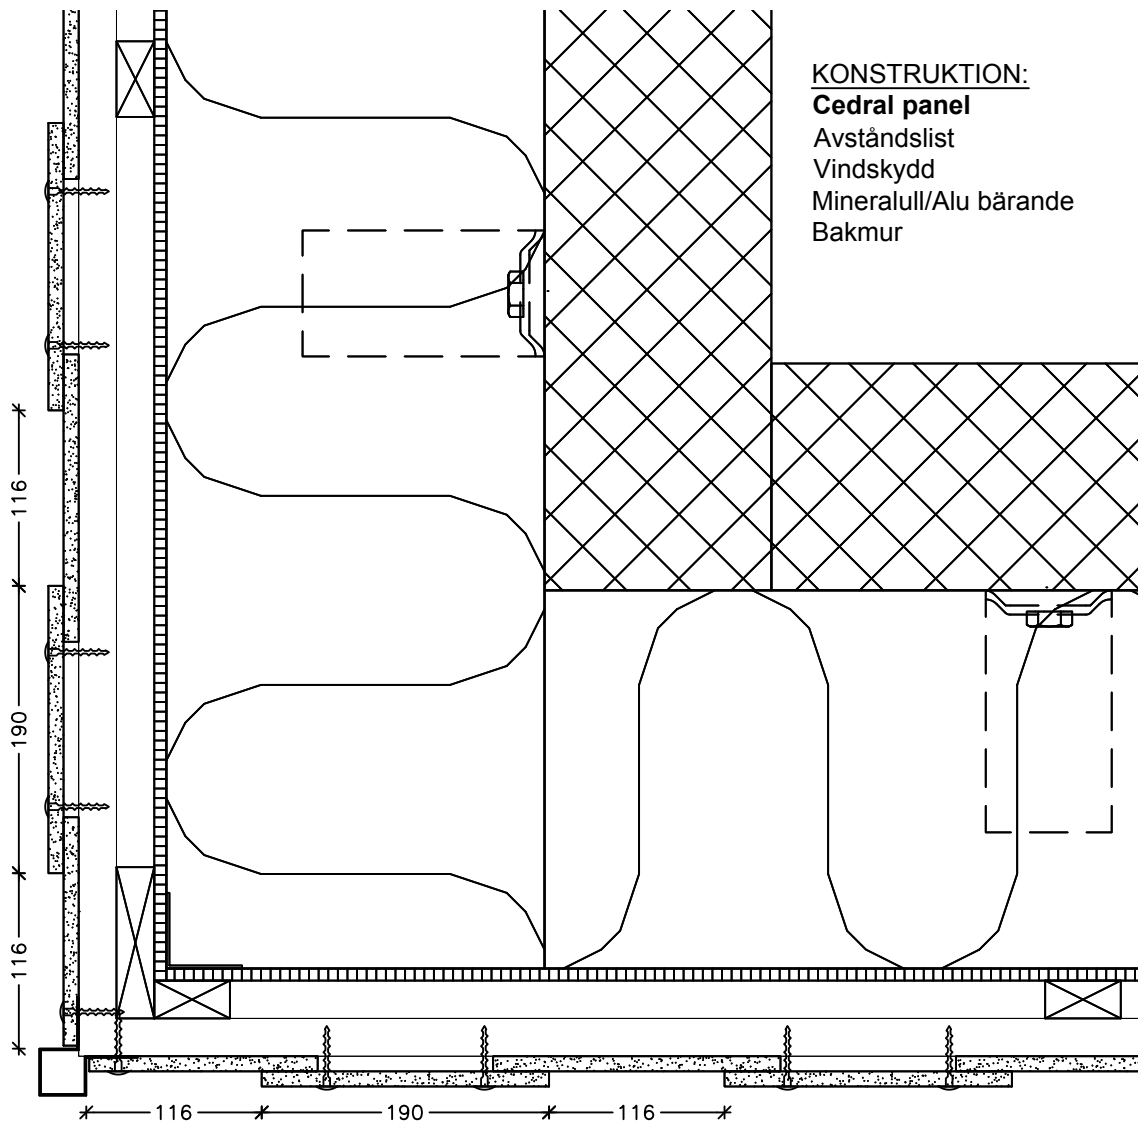 KONSTRUKTION:
Cedral panel
Avståndslist
Vindskydd
Mineralull/Alu bärande
Bakmur
116
190
116
116
190
116